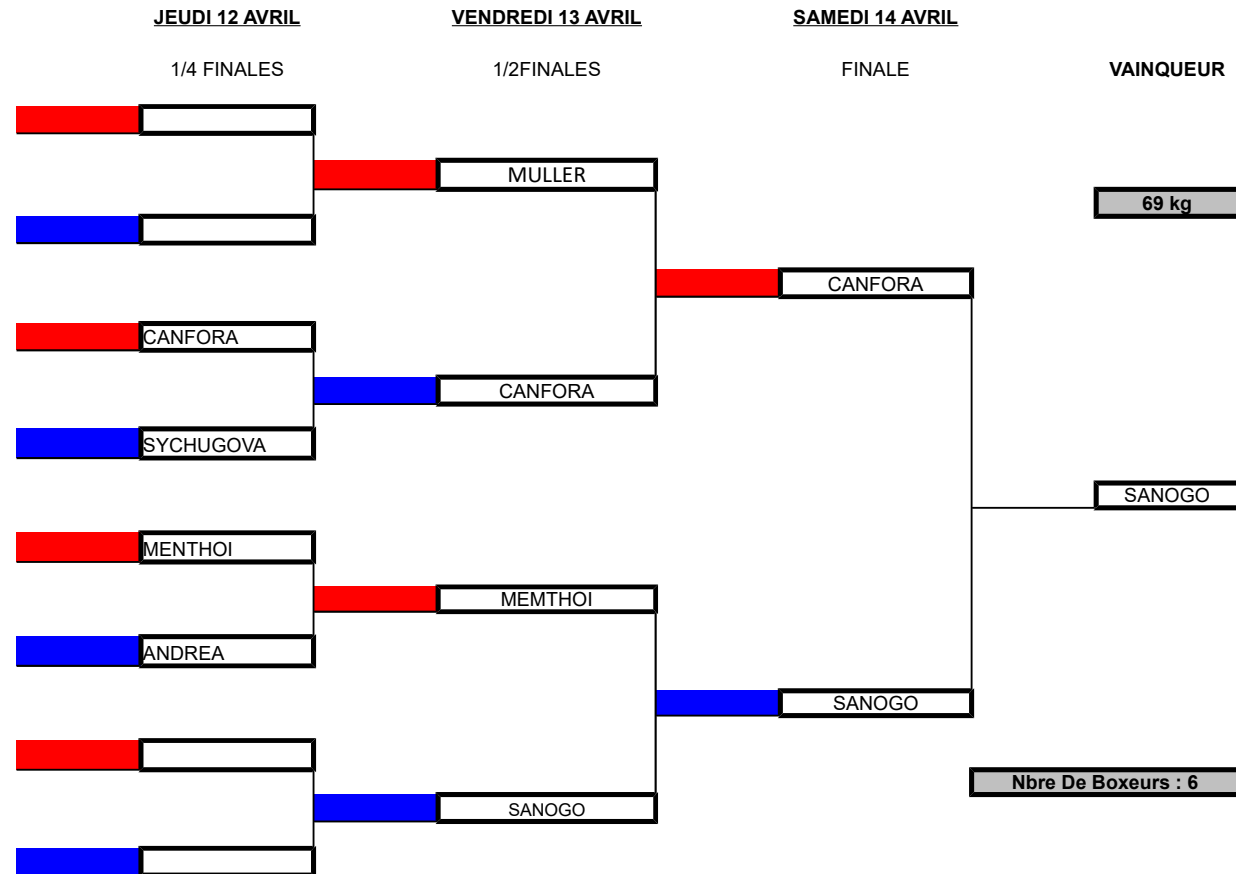 JEUDI 12 AVRIL VENDREDI 13 AVRIL SAMEDI 14 AVRIL
1/4 FINALES 1/2FINALES FINALE VAINQUEUR
MULLER
69 kg
CANFORA
CANFORA
CANFORA
SYCHUGOVA
SANOGO
MENTHOI
MEMTHOI
ANDREA
SANOGO
Nbre De Boxeurs : 6
SANOGO